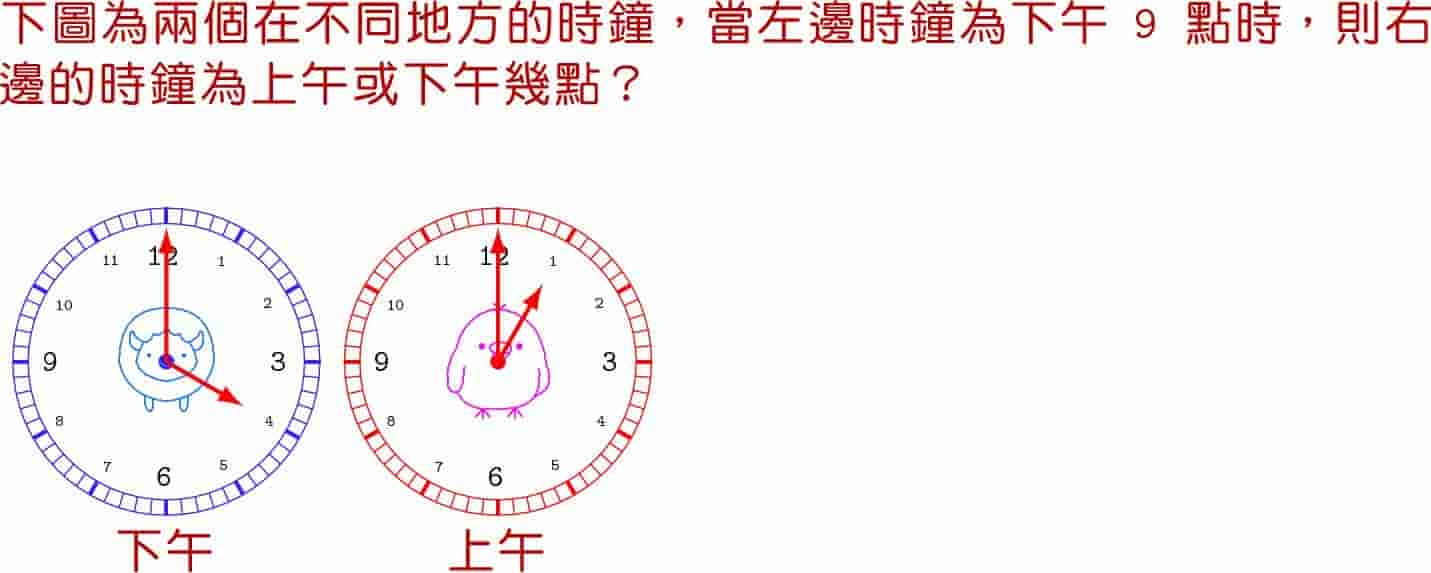 下圖為兩個在不同地方的時鐘，當左邊時鐘為下午 9 點時，則右
邊的時鐘為上午或下午幾點？
12 1 2 3 4 5 6 7 8 9 10 11
12 1 2 3 4 5 6 7 8 9 10 11
下午
上午